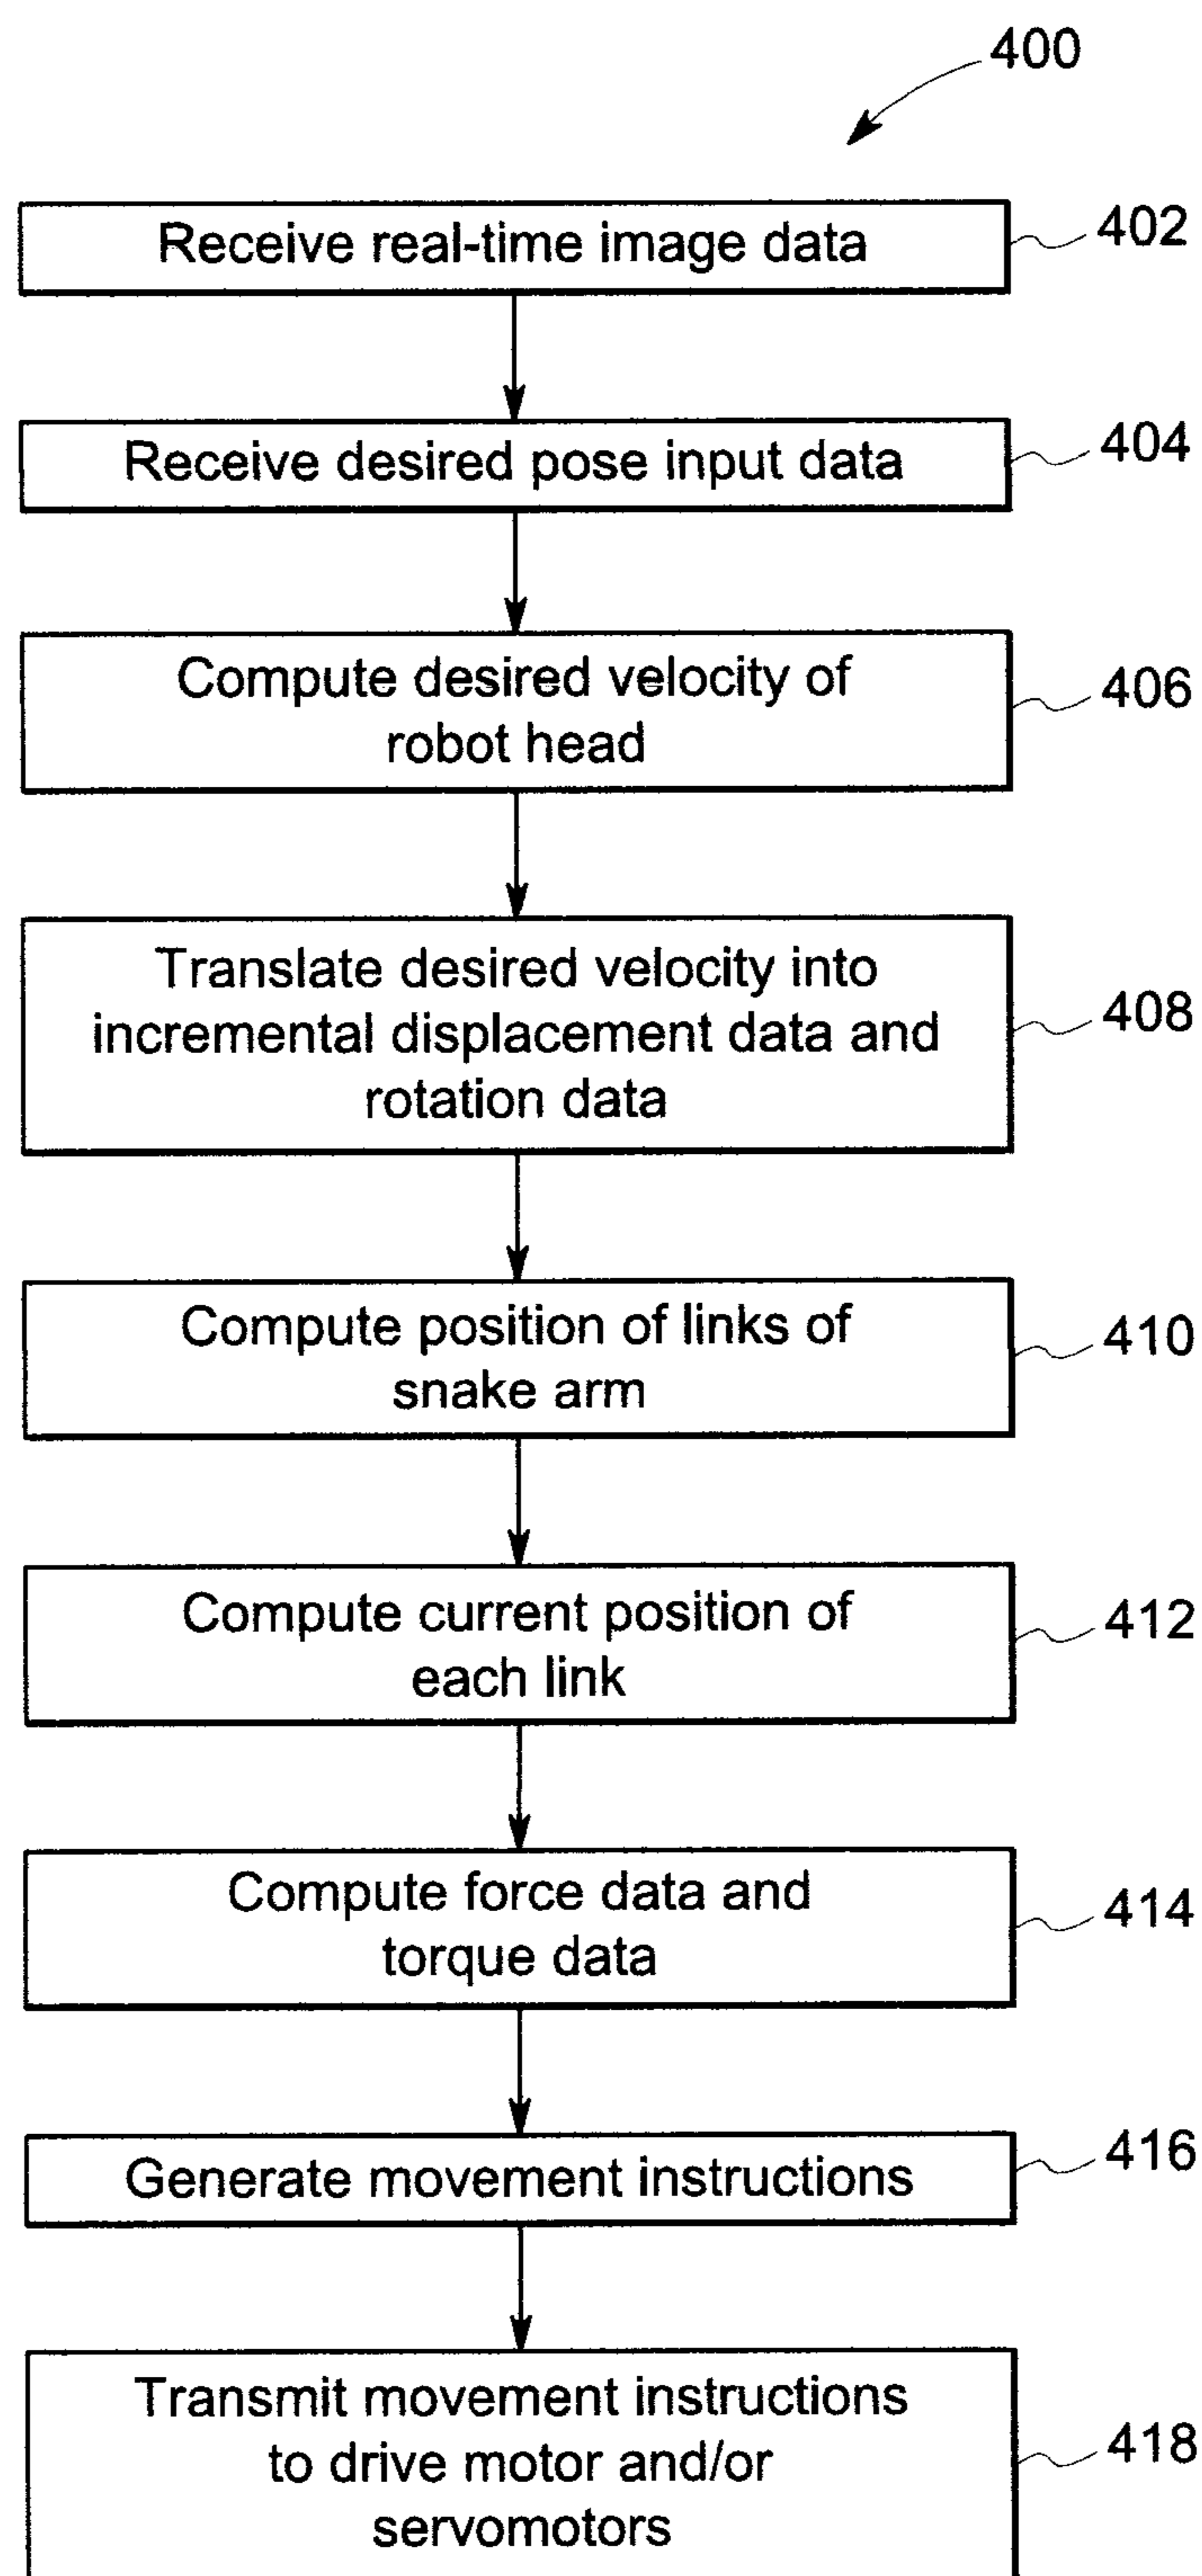 400
Receive real-time image data
402
Receive desired pose input data
404
Compute desired velocity of
robot head
406
Translate desired velocity into
incremental displacement data and
rotation data
408
Compute position of links of
snake arm
410
Compute current position of
each link
412
Compute force data and
torque data
414
Generate movement instructions
416
Transmit movement instructions
to drive motor and/or
servomotors
418